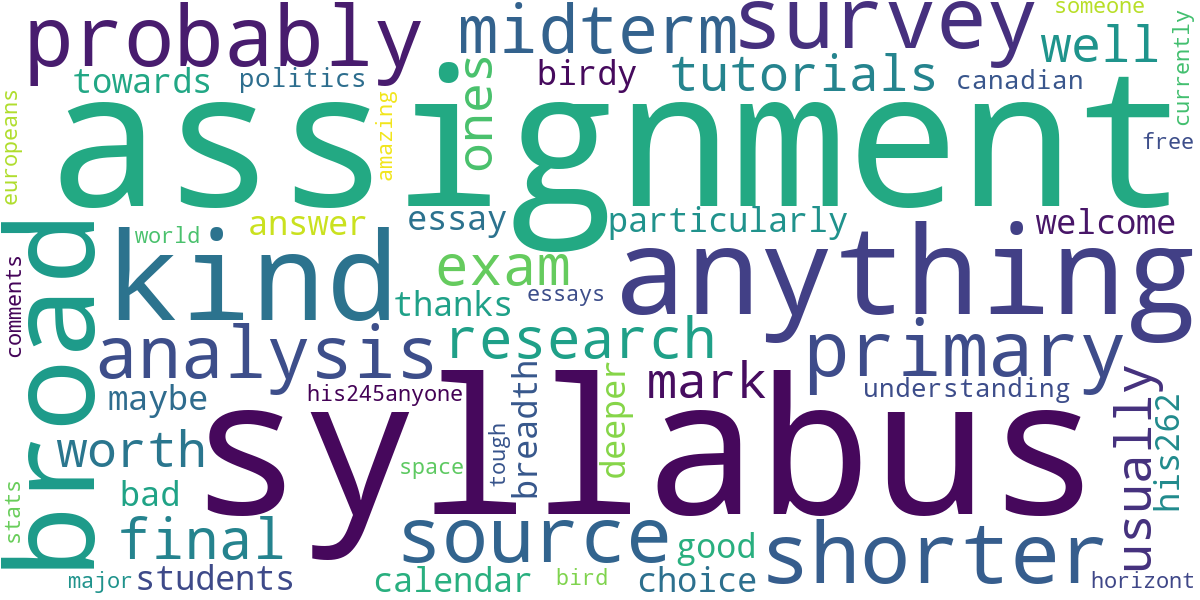 someone
probably
midterm
survey
currently
well
towards
politics
birdy
ones
tutorials
canadian
europeans
amazing
assignment
free
broad
world
answer
essay
particularly
welcome
kind
anything
comments
exam
essays
thanks
analysis
research
primary
his245anyone
breadth
deeper
mark
understanding
maybe
usually
his262
worth
syllabus
space
tough
stats
bad
final
source
good
shorter
major
students
calendar
bird
choice
horizont